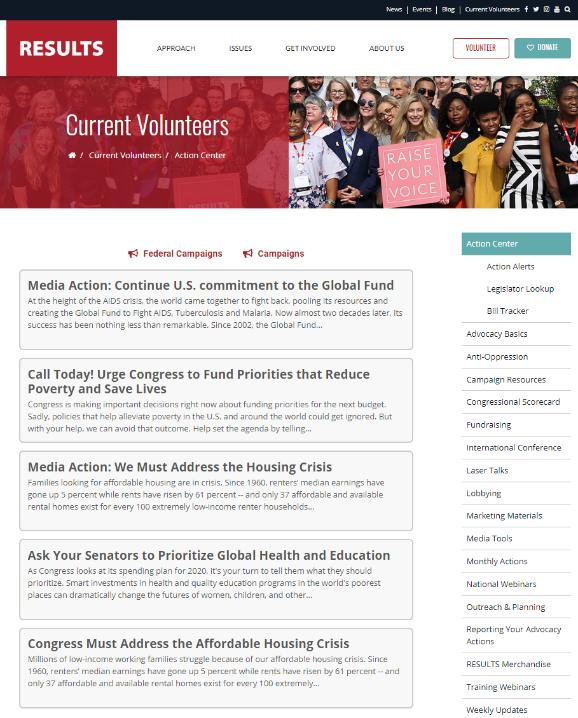 News | Events | Blog | Current Volunteers
RESULTS
APPROACH
ISSUES
GET INVOLVED
ABOUT US
VOLUNTEER
DONATE
Current Volunteers
/ Current Volunteers / Action Center
RAISE
YOUR
VOICE
Federal Campaigns
Campaigns
Media Action: Continue U.S. commitment to the Global Fund
At the height of the AIDS crisis, the world came together to fight back, pooling its resources and
creating the Global Fund to Fight AIDS, Tuberculosis and Malaria. Now almost two decades later, its
success has been nothing less than remarkable. Since 2002, the Global Fund...
Call Today! Urge Congress to Fund Priorities that Reduce
Poverty and Save Lives
Congress is making important decisions right now about funding priorities for the next budget.
Sadly, policies that help alleviate poverty in the U.S. and around the world could get ignored. But
with your help, we can avoid that outcome. Help set the agenda by telling...
Media Action: We Must Address the Housing Crisis
Families looking for affordable housing are in crisis. Since 1960, renters' median earnings have
gone up 5 percent while rents have risen by 61 percent -- and only 37 affordable and available
rental homes exist for every 100 extremely low-income renter households...
Ask Your Senators to Prioritize Global Health and Education
As Congress looks at its spending plan for 2020, it's your turn to tell them what they should
prioritize. Smart investments in health and quality education programs in the world's poorest
places can dramatically change the futures of women, children, and other...
Congress Must Address the Affordable Housing Crisis
Millions of low-income working families struggle because of our affordable housing crisis. Since
1960, renters' median earnings have gone up 5 percent while rents have risen by 61 percent -- and
only 37 affordable and available rental homes exist for every 100 extremely...
Action Center
Action Alerts
Legislator Lookup
Bill Tracker
Advocacy Basics
Anti-Oppression
Campaign Resources
Congressional Scorecard
Fundraising
International Conference
Laser Talks
Lobbying
Marketing Materials
Media Tools
Monthly Actions
National Webinars
Outreach & Planning
Reporting Your Advocacy
Actions
RESULTS Merchandise
Training Webinars
Weekly Updates